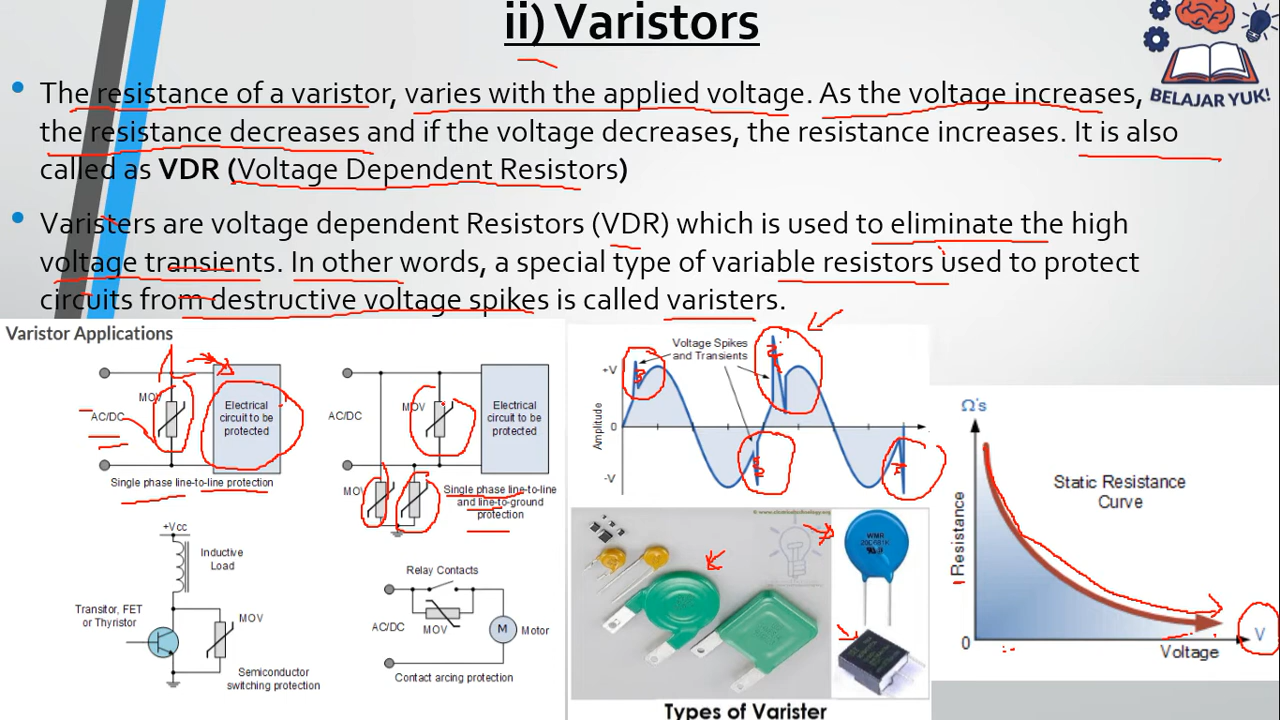 ii) Varistors
BELAJAR YUK!
The resistance of a varistor, varies with the applied voltage. As the voltage increases,
the resistance decreases and if the voltage decreases, the resistance increases. It is also
called as VDR (Voltage Dependent Resistors)
Varisters are voltage dependent Resistors (VDR) which is used to eliminate the high
voltage transients. In other words, a special type of variable resistors used to protect
circuits from destructive voltage spikes is called varisters.
Varistor Applications
MOV
AC/DC
Electrical
circuit to be
protected
Single phase line-to-line protection
AC/DC
MOV
Electrical
circuit to be
protected
MOV
Single phase line-to-line
and line-to-ground
protection
+Vcc
Inductive
Load
Transitor, FET
or Thyristor
MOV
Semiconductor
switching protection
Relay Contacts
AC/DC
MOV
M
Motor
Contact arcing protection
Voltage Spikes
and Transients
+V
0
-V
Amplitude
WMR
Types of Varister
Ω's
Static Resistance
Curve
Resistance
0
Voltage
V